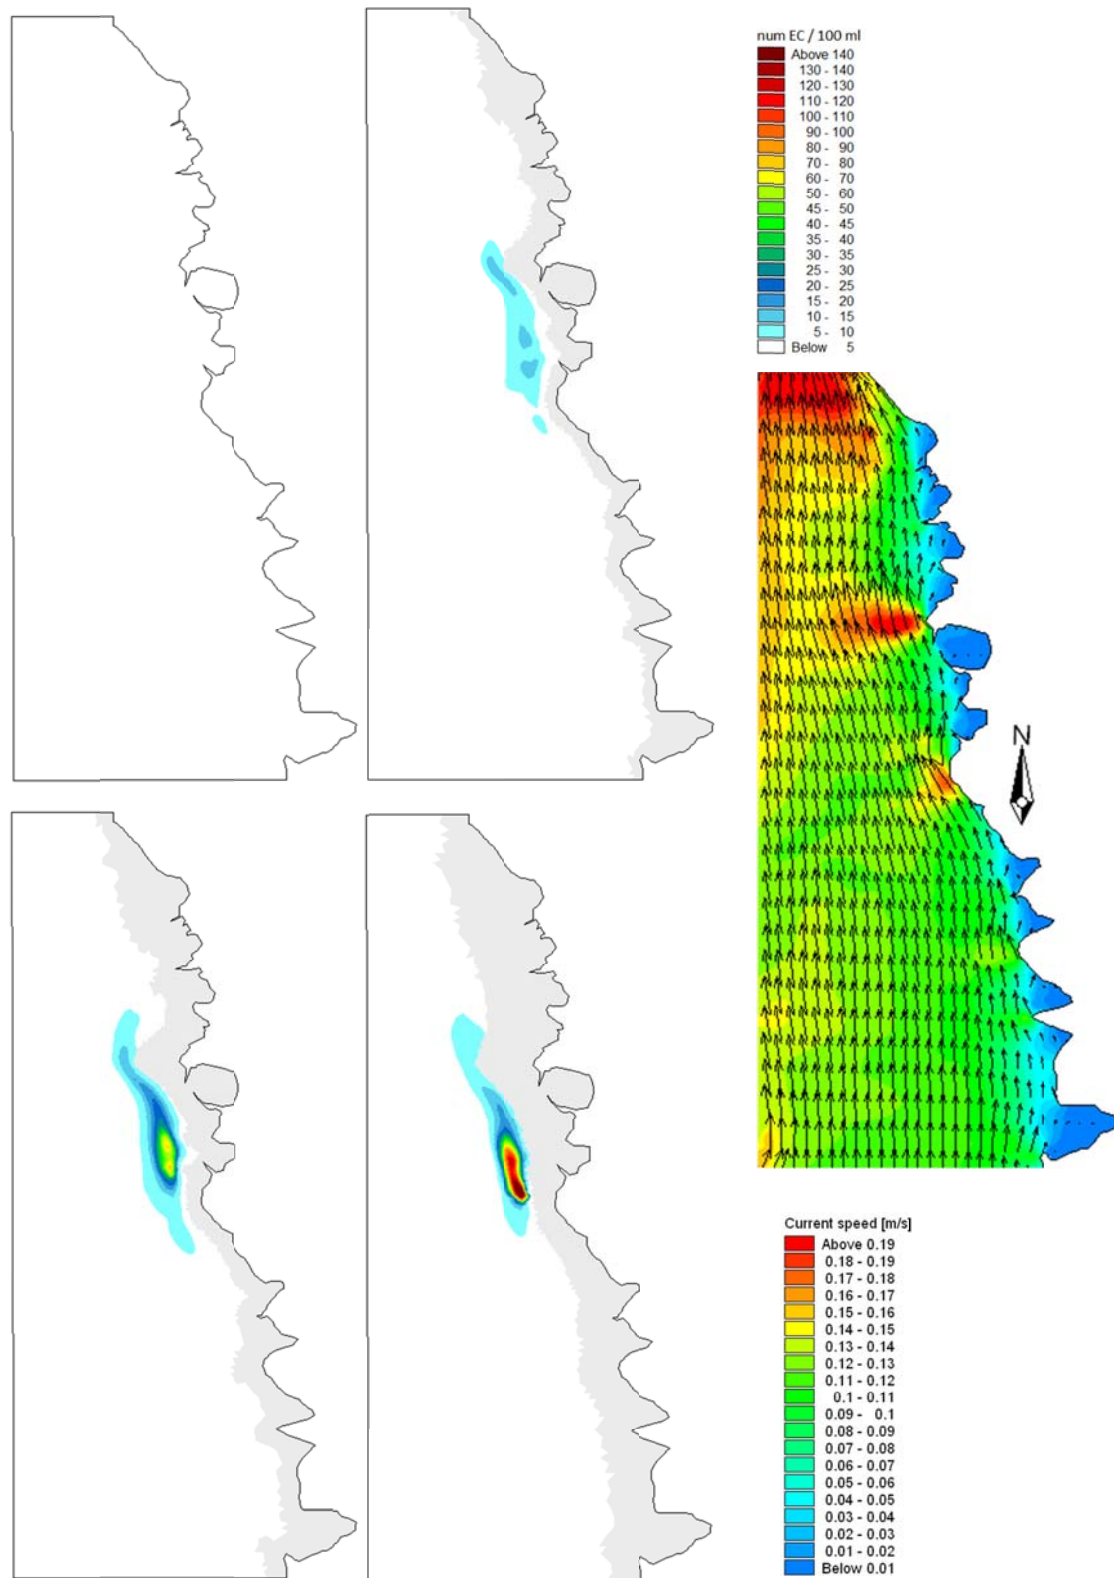 num EC / 100 ml
Above 140
130 - 140
120 - 130
110 - 120
100 - 110
90 - 100
80 - 90
70 - 80
60 - 70
50 - 60
45 - 50
40 - 45
35 - 40
30 - 35
25 - 30
20 - 25
15 - 20
10 - 15
5 - 10
Below 5
N
Current speed [m/s]
Above 0.19
0.18 - 0.19
0.17 - 0.18
0.16 - 0.17
0.15 - 0.16
0.14 - 0.15
0.13 - 0.14
0.12 - 0.13
0.11 - 0.12
0.1 - 0.11
0.09 - 0.1
0.08 - 0.09
0.07 - 0.08
0.06 - 0.07
0.05 - 0.06
0.04 - 0.05
0.03 - 0.04
0.02 - 0.03
0.01 - 0.02
Below 0.01